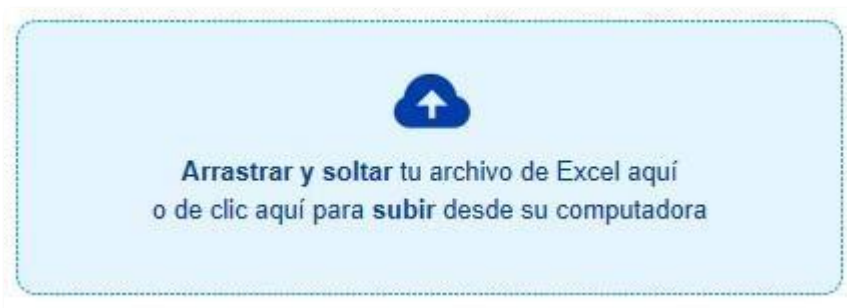 Arrastrar y soltar tu archivo de Excel aquí
o de clic aquí para subir desde su computadora